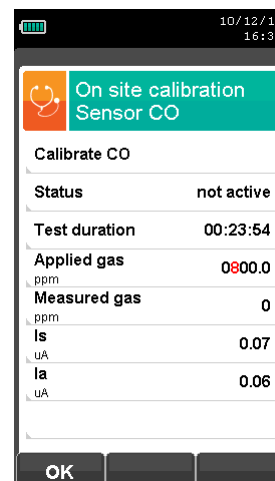 10/12/1
16:3
On site calibration
Sensor CO
Calibrate CO
Status not active
Test duration 00:23:54
Applied gas 0800.0
ppm
Measured gas 0
ppm
Is 0.07
uA
Ia 0.06
uA
OK